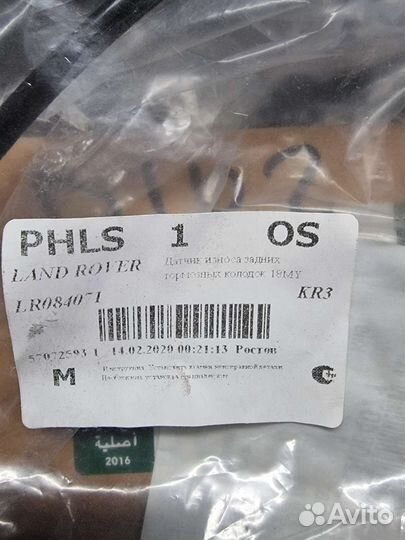 PHLS 1 OS
LAND ROVER
Датчик износа задних
тормозных колодок 18MY
LR084071
KR3
14.02.2020 00:21:13 Ростов
M
أصلية
2016
Avito